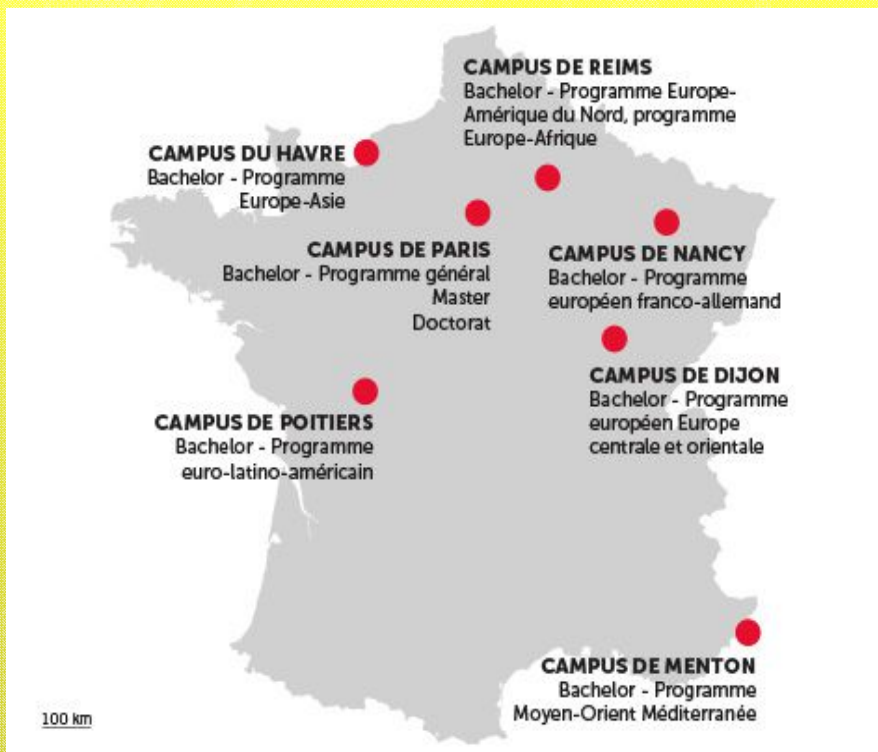 CAMPUS DE REIMS
Bachelor - Programme Europe-
Amérique du Nord, programme
Europe-Afrique
CAMPUS DU HAVRE
Bachelor - Programme
Europe-Asie
CAMPUS DE PARIS
Bachelor - Programme général
Master
Doctorat
CAMPUS DE NANCY
Bachelor - Programme
européen franco-allemand
CAMPUS DE DIJON
Bachelor - Programme
européen Europe
centrale et orientale
CAMPUS DE POITIERS
Bachelor - Programme
euro-latino-américain
CAMPUS DE MENTON
Bachelor - Programme
Moyen-Orient Méditerranée
100 km